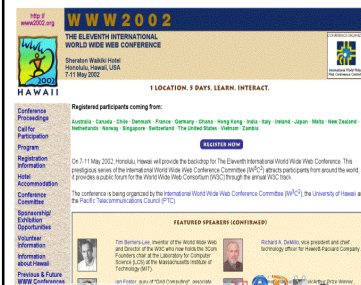 http://
www2002.org
WWW2002
THE ELEVENTH INTERNATIONAL
WORLD WIDE WEB CONFERENCE
Sheraton Waikiki Hotel
Honolulu, Hawaii, USA
7-11 May 2002
2002
HAWAII
1 LOCATION. 5 DAYS. LEARN. INTERACT.
Conference
Proceedings
Call for
Participation
Program
Registration
Information
Hotel
Accommodation
Conference
Committee
Sponsorship/
Exhibition
Opportunities
Volunteer
Information
Information
about Hawaii
Previous & Future
WWW Conferences
Registered participants coming from:
Australia - Canada - Chile - Denmark - France - Germany - Ghana - Hong Kong - India - Italy - Ireland - Japan - Malta - New Zealand -
Netherlands - Norway - Singapore - Switzerland - The United States - Vietnam - Zambia
REGISTER NOW
On 7-11 May 2002, Honolulu, Hawaii will provide the backdrop for The Eleventh International World Wide Web Conference. This
prestigious series of the International World Wide Web Conference Committee (IW3C2) attracts participants from around the world,
it provides a public forum for the World Wide Web Consortium (W3C) through the annual W3C track.
The conference is being organized by the International World Wide Web Conference Committee (IW3C2), the University of Hawaii a
the Pacific Telecommunications Council (PTC).
FEATURED SPEAKERS (CONFIRMED)
Tim Berners-Lee, inventor of the World Wide Web
and Director of the W3C who now holds the 3Com
Founders chair at the Laboratory for Computer
Science (LCS) at the Massachusetts Institute of
Technology (MIT).
Richard A. DeMillo, vice president and chief
technology officer for Hewlett-Packard Company
Ian Foster, guru of "Grid Computing", associate